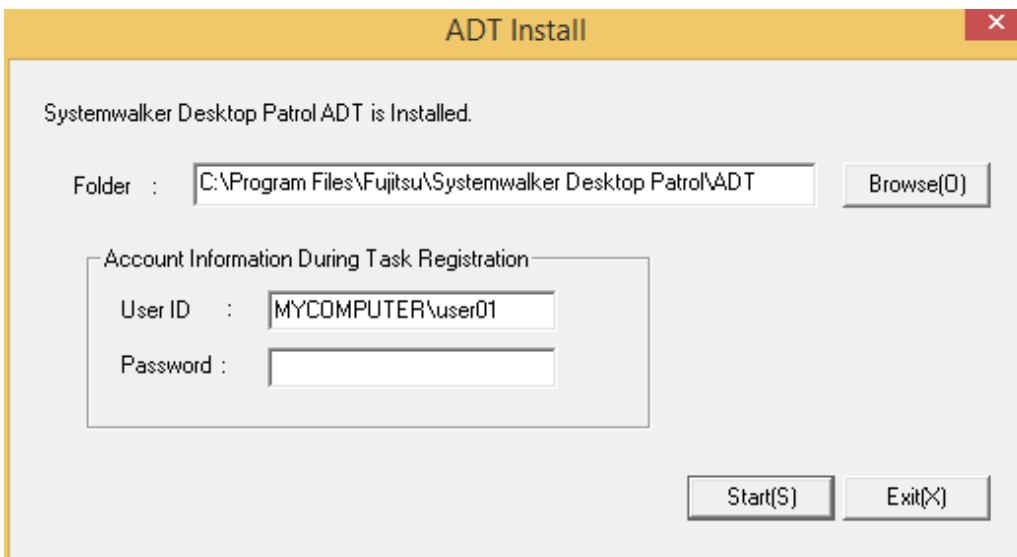 ADT Install
Systemwalker Desktop Patrol ADT is Installed.
Folder : C:\Program Files\Fujitsu\Systemwalker Desktop Patrol\ADT Browse(O)
Account Information During Task Registration
User ID : MYCOMPUTER\user01
Password :
Start(S) Exit(X)